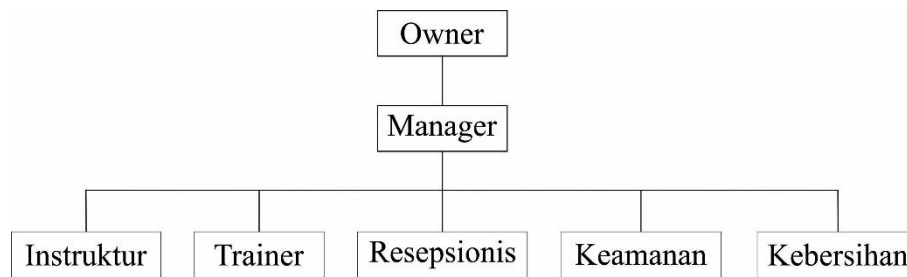 Owner
Manager
Instruktur
Trainer
Resepsionis
Keamanan
Kebersihan